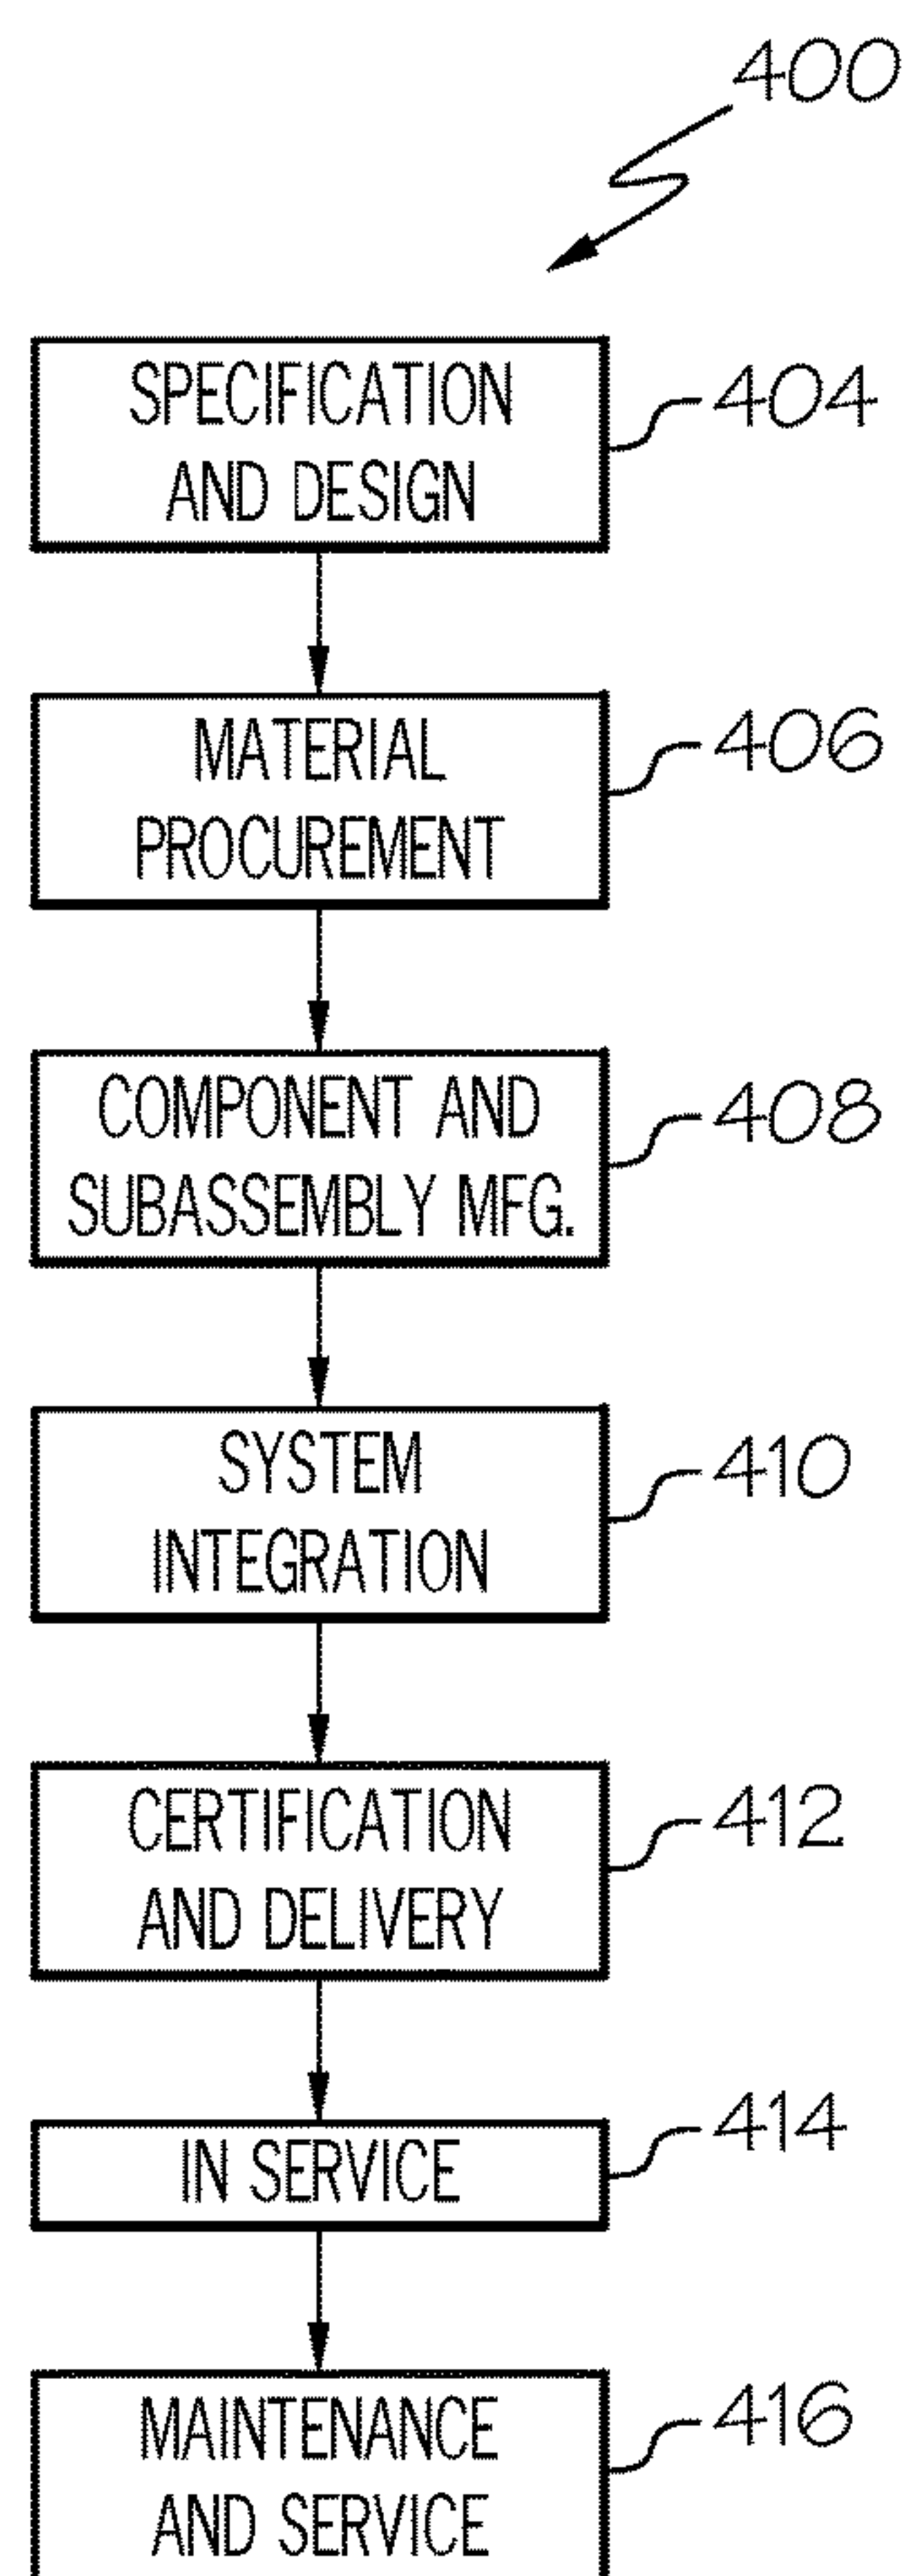 400
SPECIFICATION
AND DESIGN
404
MATERIAL
PROCUREMENT
406
COMPONENT AND
SUBASSEMBLY MFG.
408
SYSTEM
INTEGRATION
410
CERTIFICATION
AND DELIVERY
412
IN SERVICE
414
MAINTENANCE
AND SERVICE
416